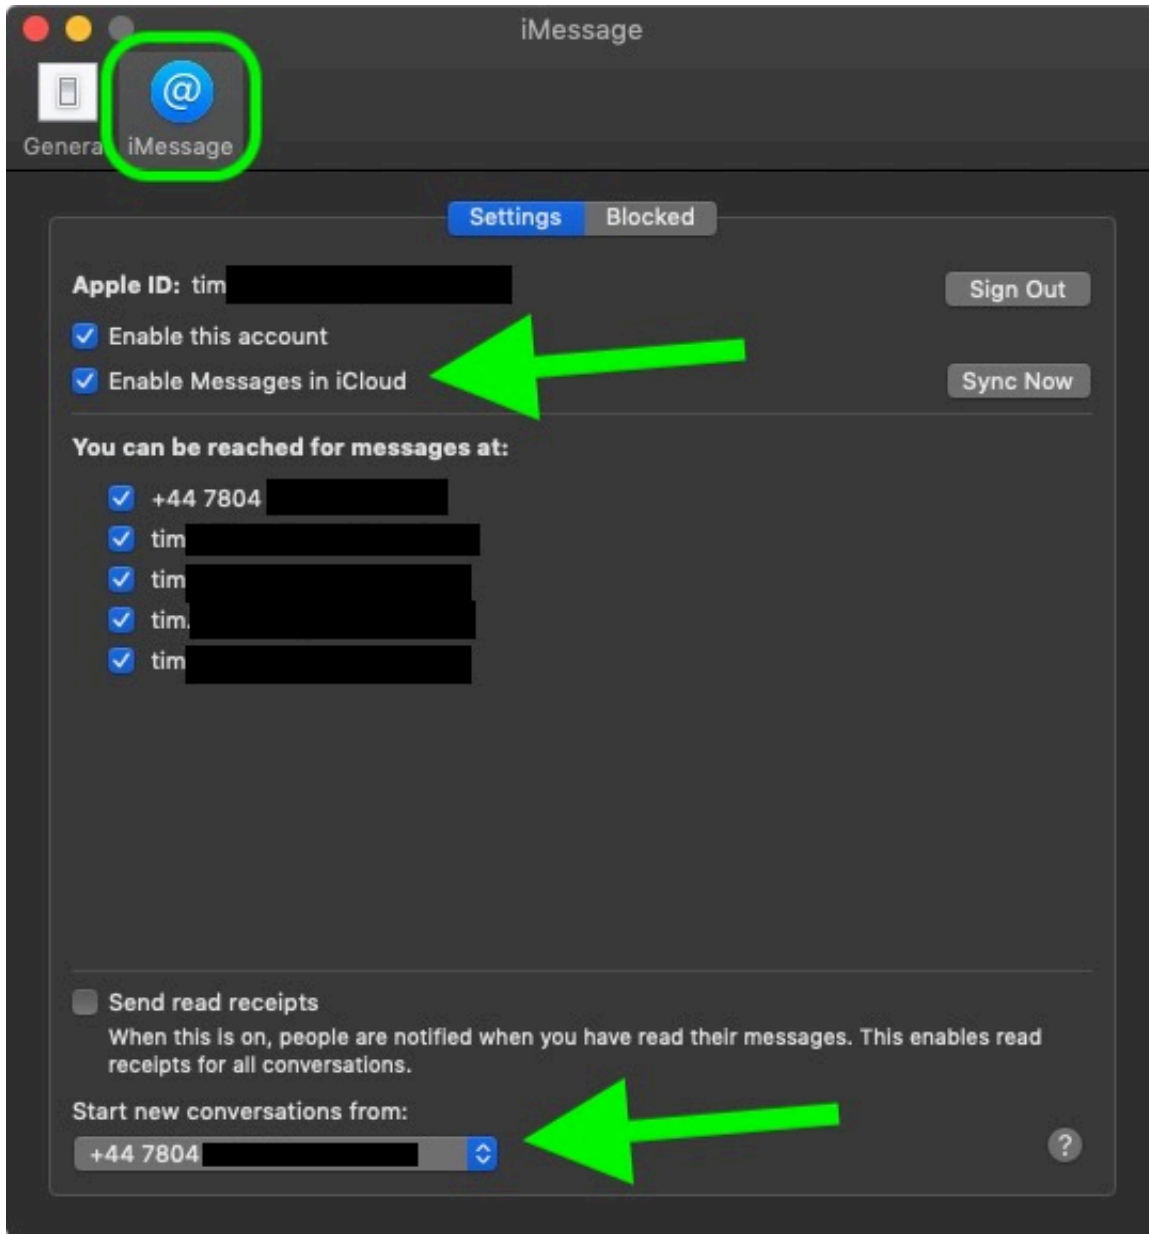 iMessage
General iMessage
Settings Blocked
Apple ID: tim
Sign Out
Enable this account
Enable Messages in iCloud
Sync Now
You can be reached for messages at:
+44 7804
tim
tim
tim.
tim
Send read receipts
When this is on, people are notified when you have read their messages. This enables read
receipts for all conversations.
Start new conversations from:
+44 7804
?